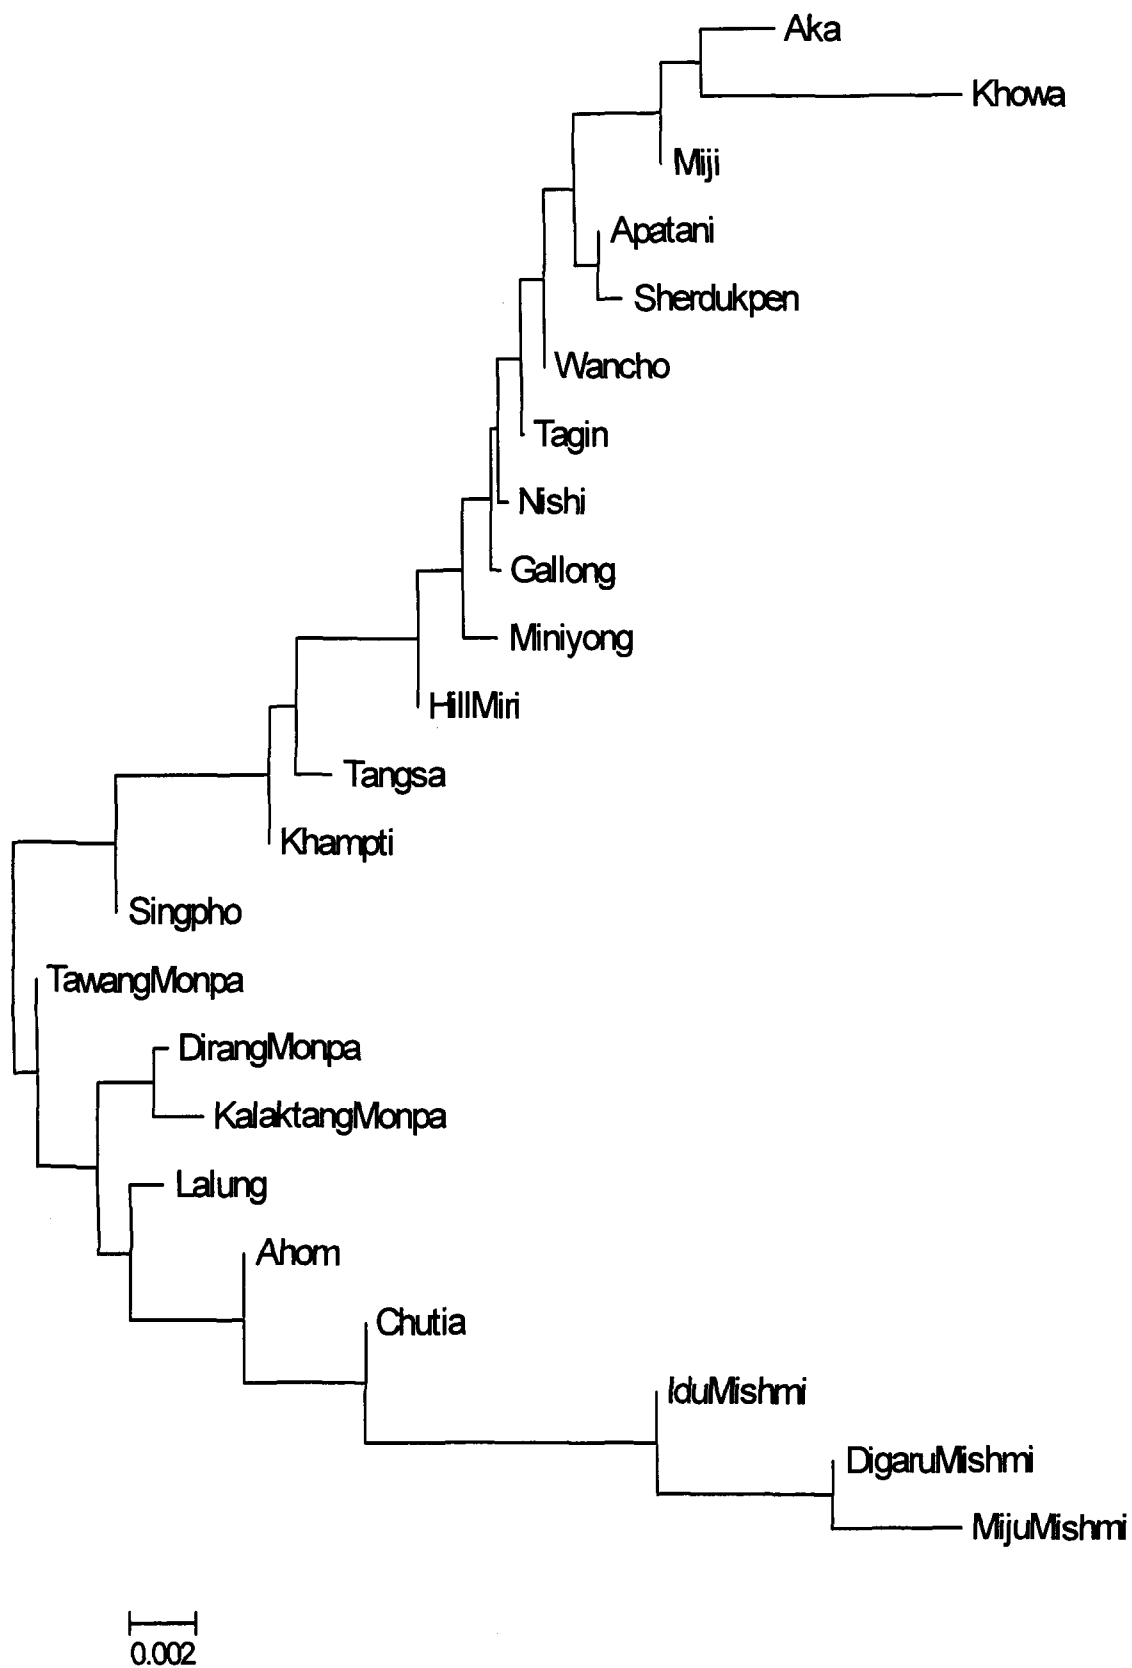 Aka
Khowa
Miji
Apatani
Sherdukpen
Wancho
Tagin
Nishi
Gallong
Miniyong
HillMiri
Tangsa
Khampti
Singpho
TawangMonpa
DirangMonpa
KalaktangMonpa
Lalung
Ahom
Chutia
IduMishmi
DigaruMishmi
MijuMishmi
0.002